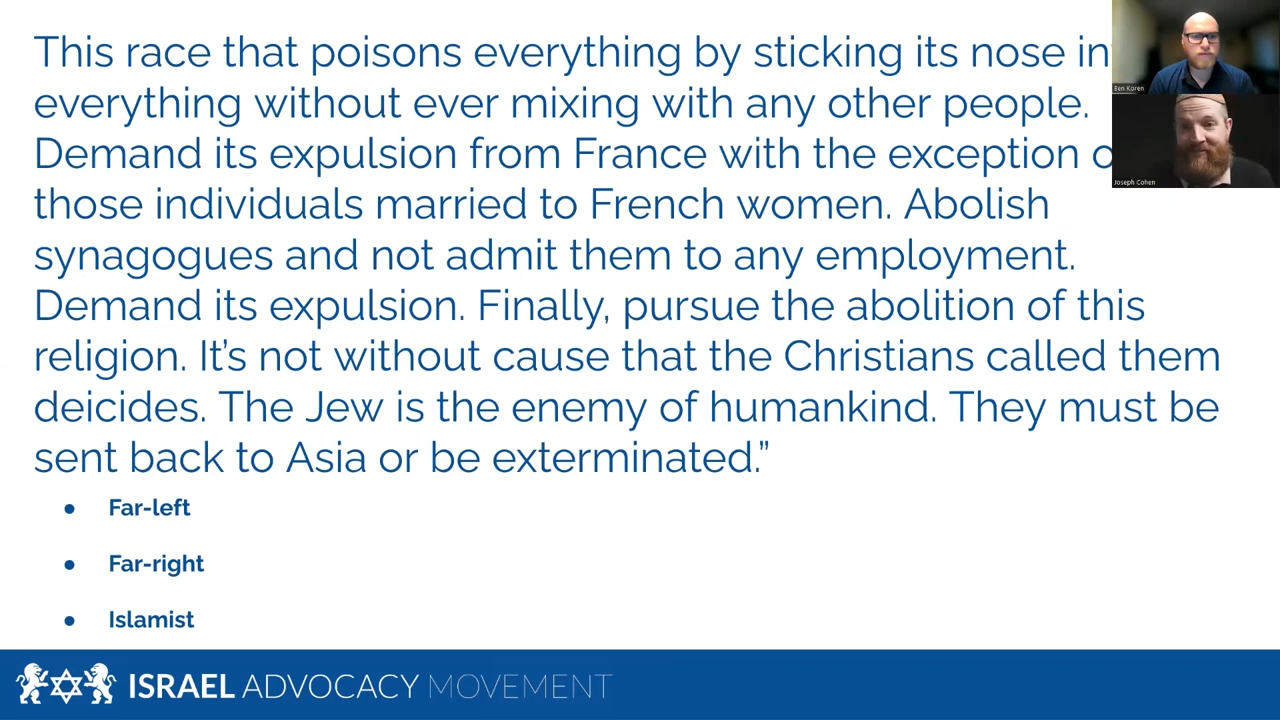 This race that poisons everything by sticking its nose in
everything without ever mixing with any other people.
Demand its expulsion from France with the exception
those individuals married to French women. Abolish
synagogues and not admit them to any employment.
Demand its expulsion. Finally, pursue the abolition of this
religion. It's not without cause that the Christians called them
deicides. The Jew is the enemy of humankind. They must be
sent back to Asia or be exterminated.”
● Far-left
● Far-right
● Islamist
ISRAEL ADVOCACY MOVEMENT
Ben Koren
Joseph Cohen